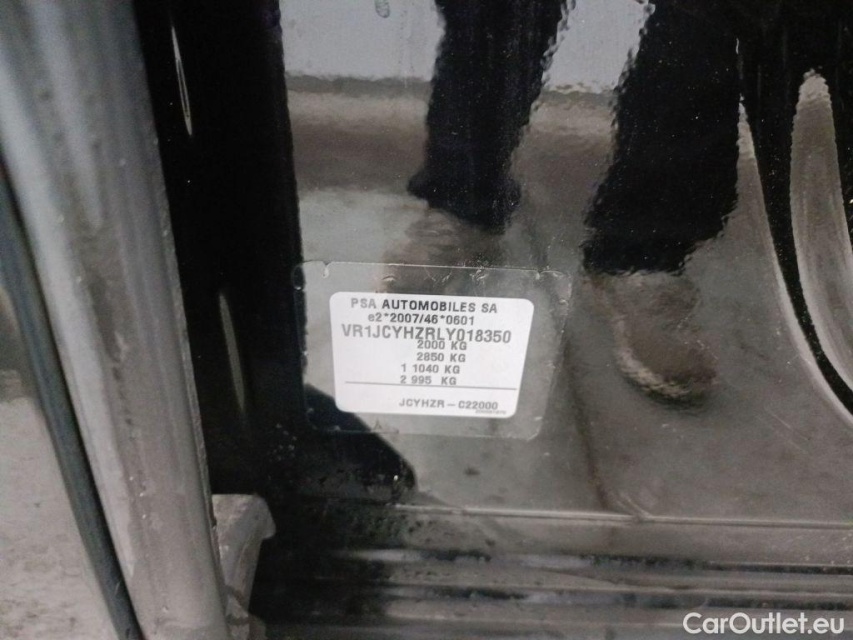 PSA AUTOMOBILES SA
e2*2007/46*0601
VR1JCYHZRLY018350
2000 KG
2850 KG
1 1040 KG
2 995 KG
JCYHZR - C22000
CarOutlet.eu